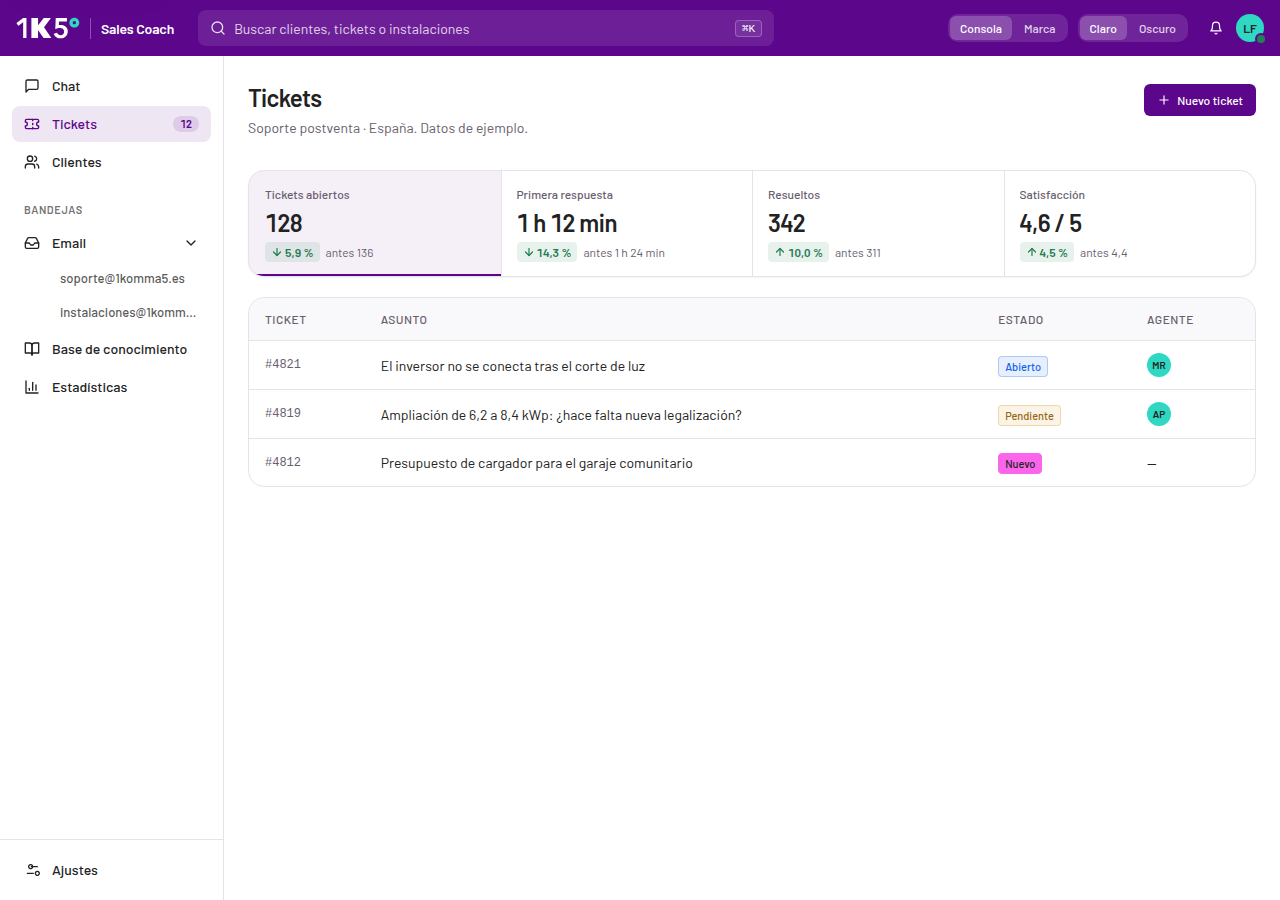 1K5° Sales Coach
Buscar clientes, tickets o instalaciones ⌘K
Consola Marca
Claro Oscuro
LF
Chat
Tickets 12
Clientes
BANDEJAS
Email
soporte@1komma5.es
instalaciones@1komm...
Base de conocimiento
Estadísticas
Ajustes
Tickets
Soporte postventa · España. Datos de ejemplo.
+ Nuevo ticket
Tickets abiertos
128
↓ 5,9 % antes 136
Primera respuesta
1 h 12 min
↓ 14,3 % antes 1 h 24 min
Resueltos
342
↑ 10,0 % antes 311
Satisfacción
4,6 / 5
↑ 4,5 % antes 4,4
TICKET ASUNTO ESTADO AGENTE
#4821 El inversor no se conecta tras el corte de luz Abierto MR
#4819 Ampliación de 6,2 a 8,4 kWp: ¿hace falta nueva legalización? Pendiente AP
#4812 Presupuesto de cargador para el garaje comunitario Nuevo —